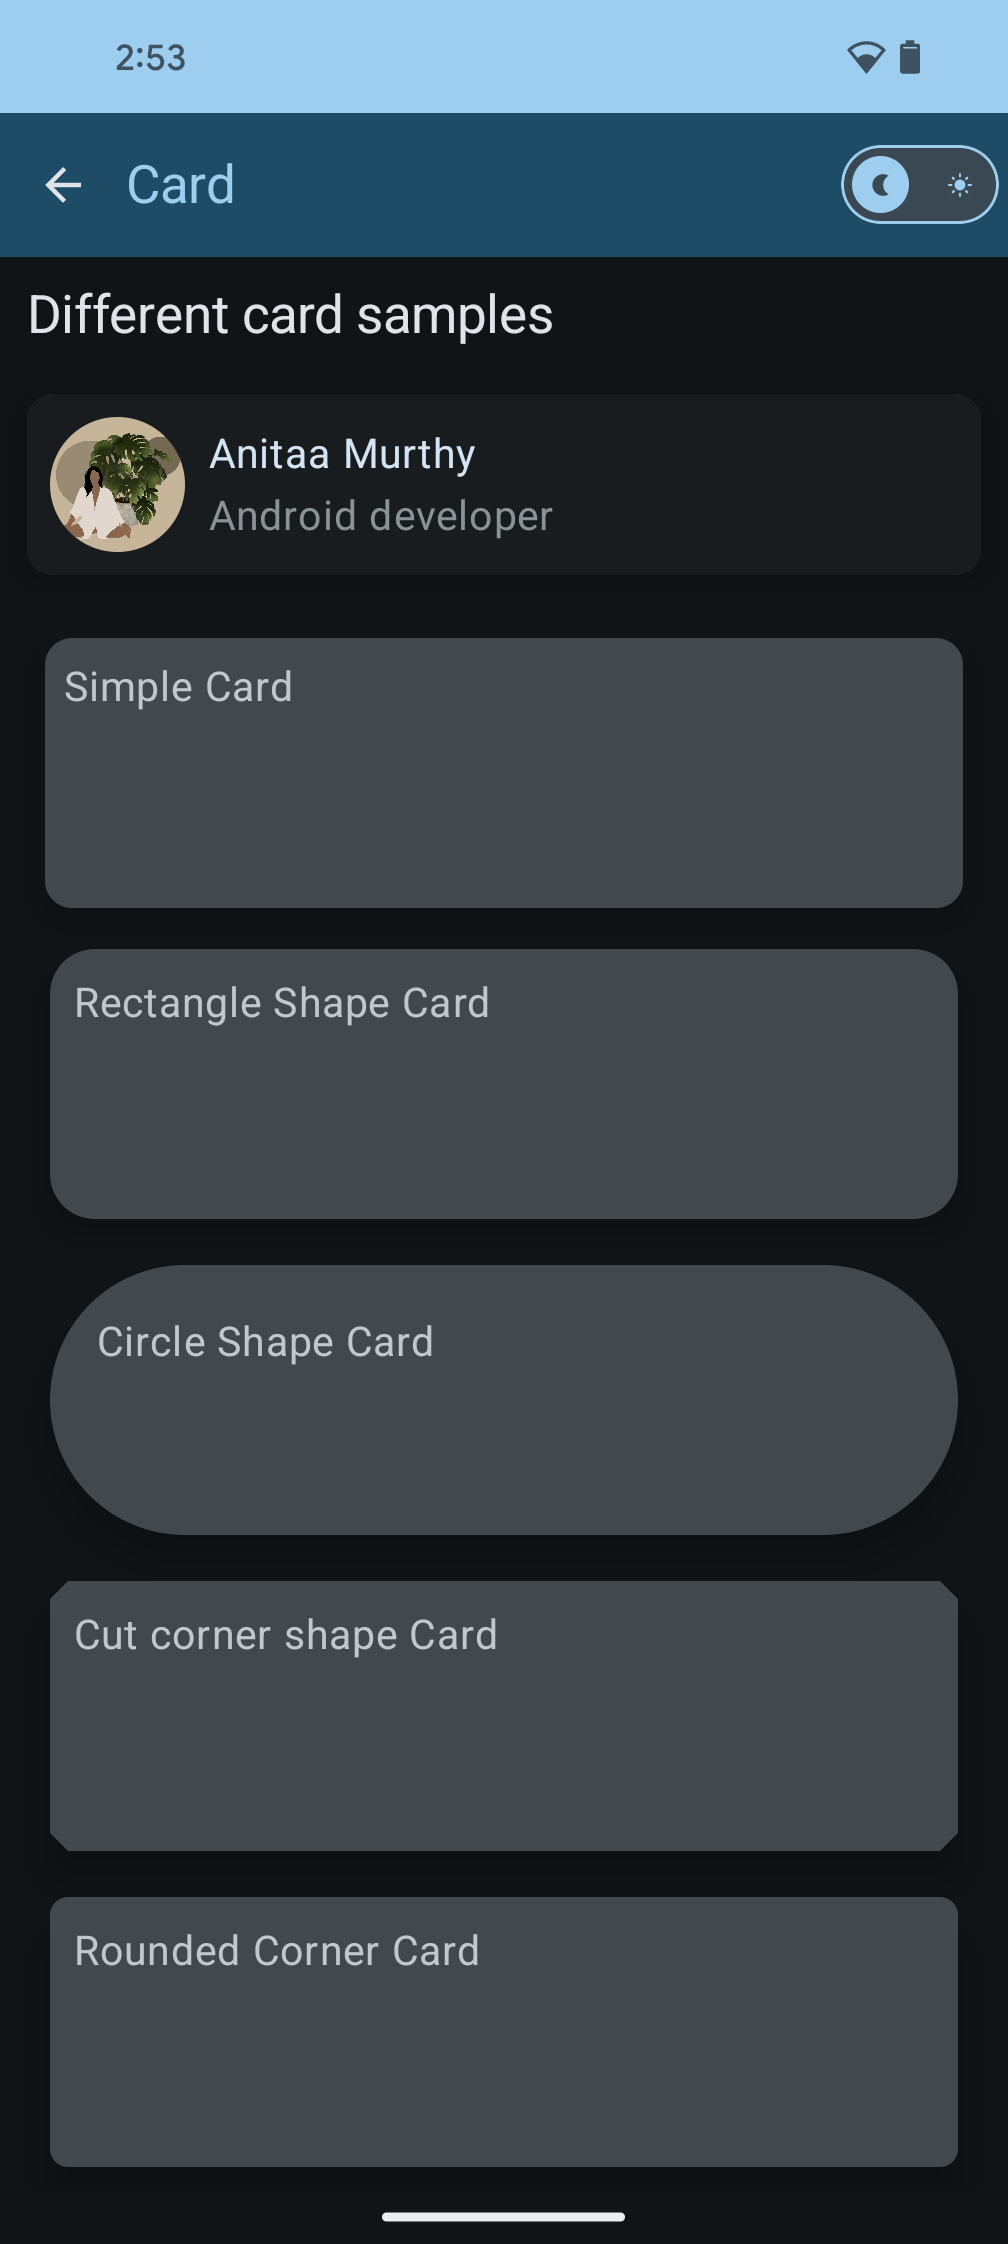 2:53
Card
Different card samples
Anitaa Murthy
Android developer
Simple Card
Rectangle Shape Card
Circle Shape Card
Cut corner shape Card
Rounded Corner Card